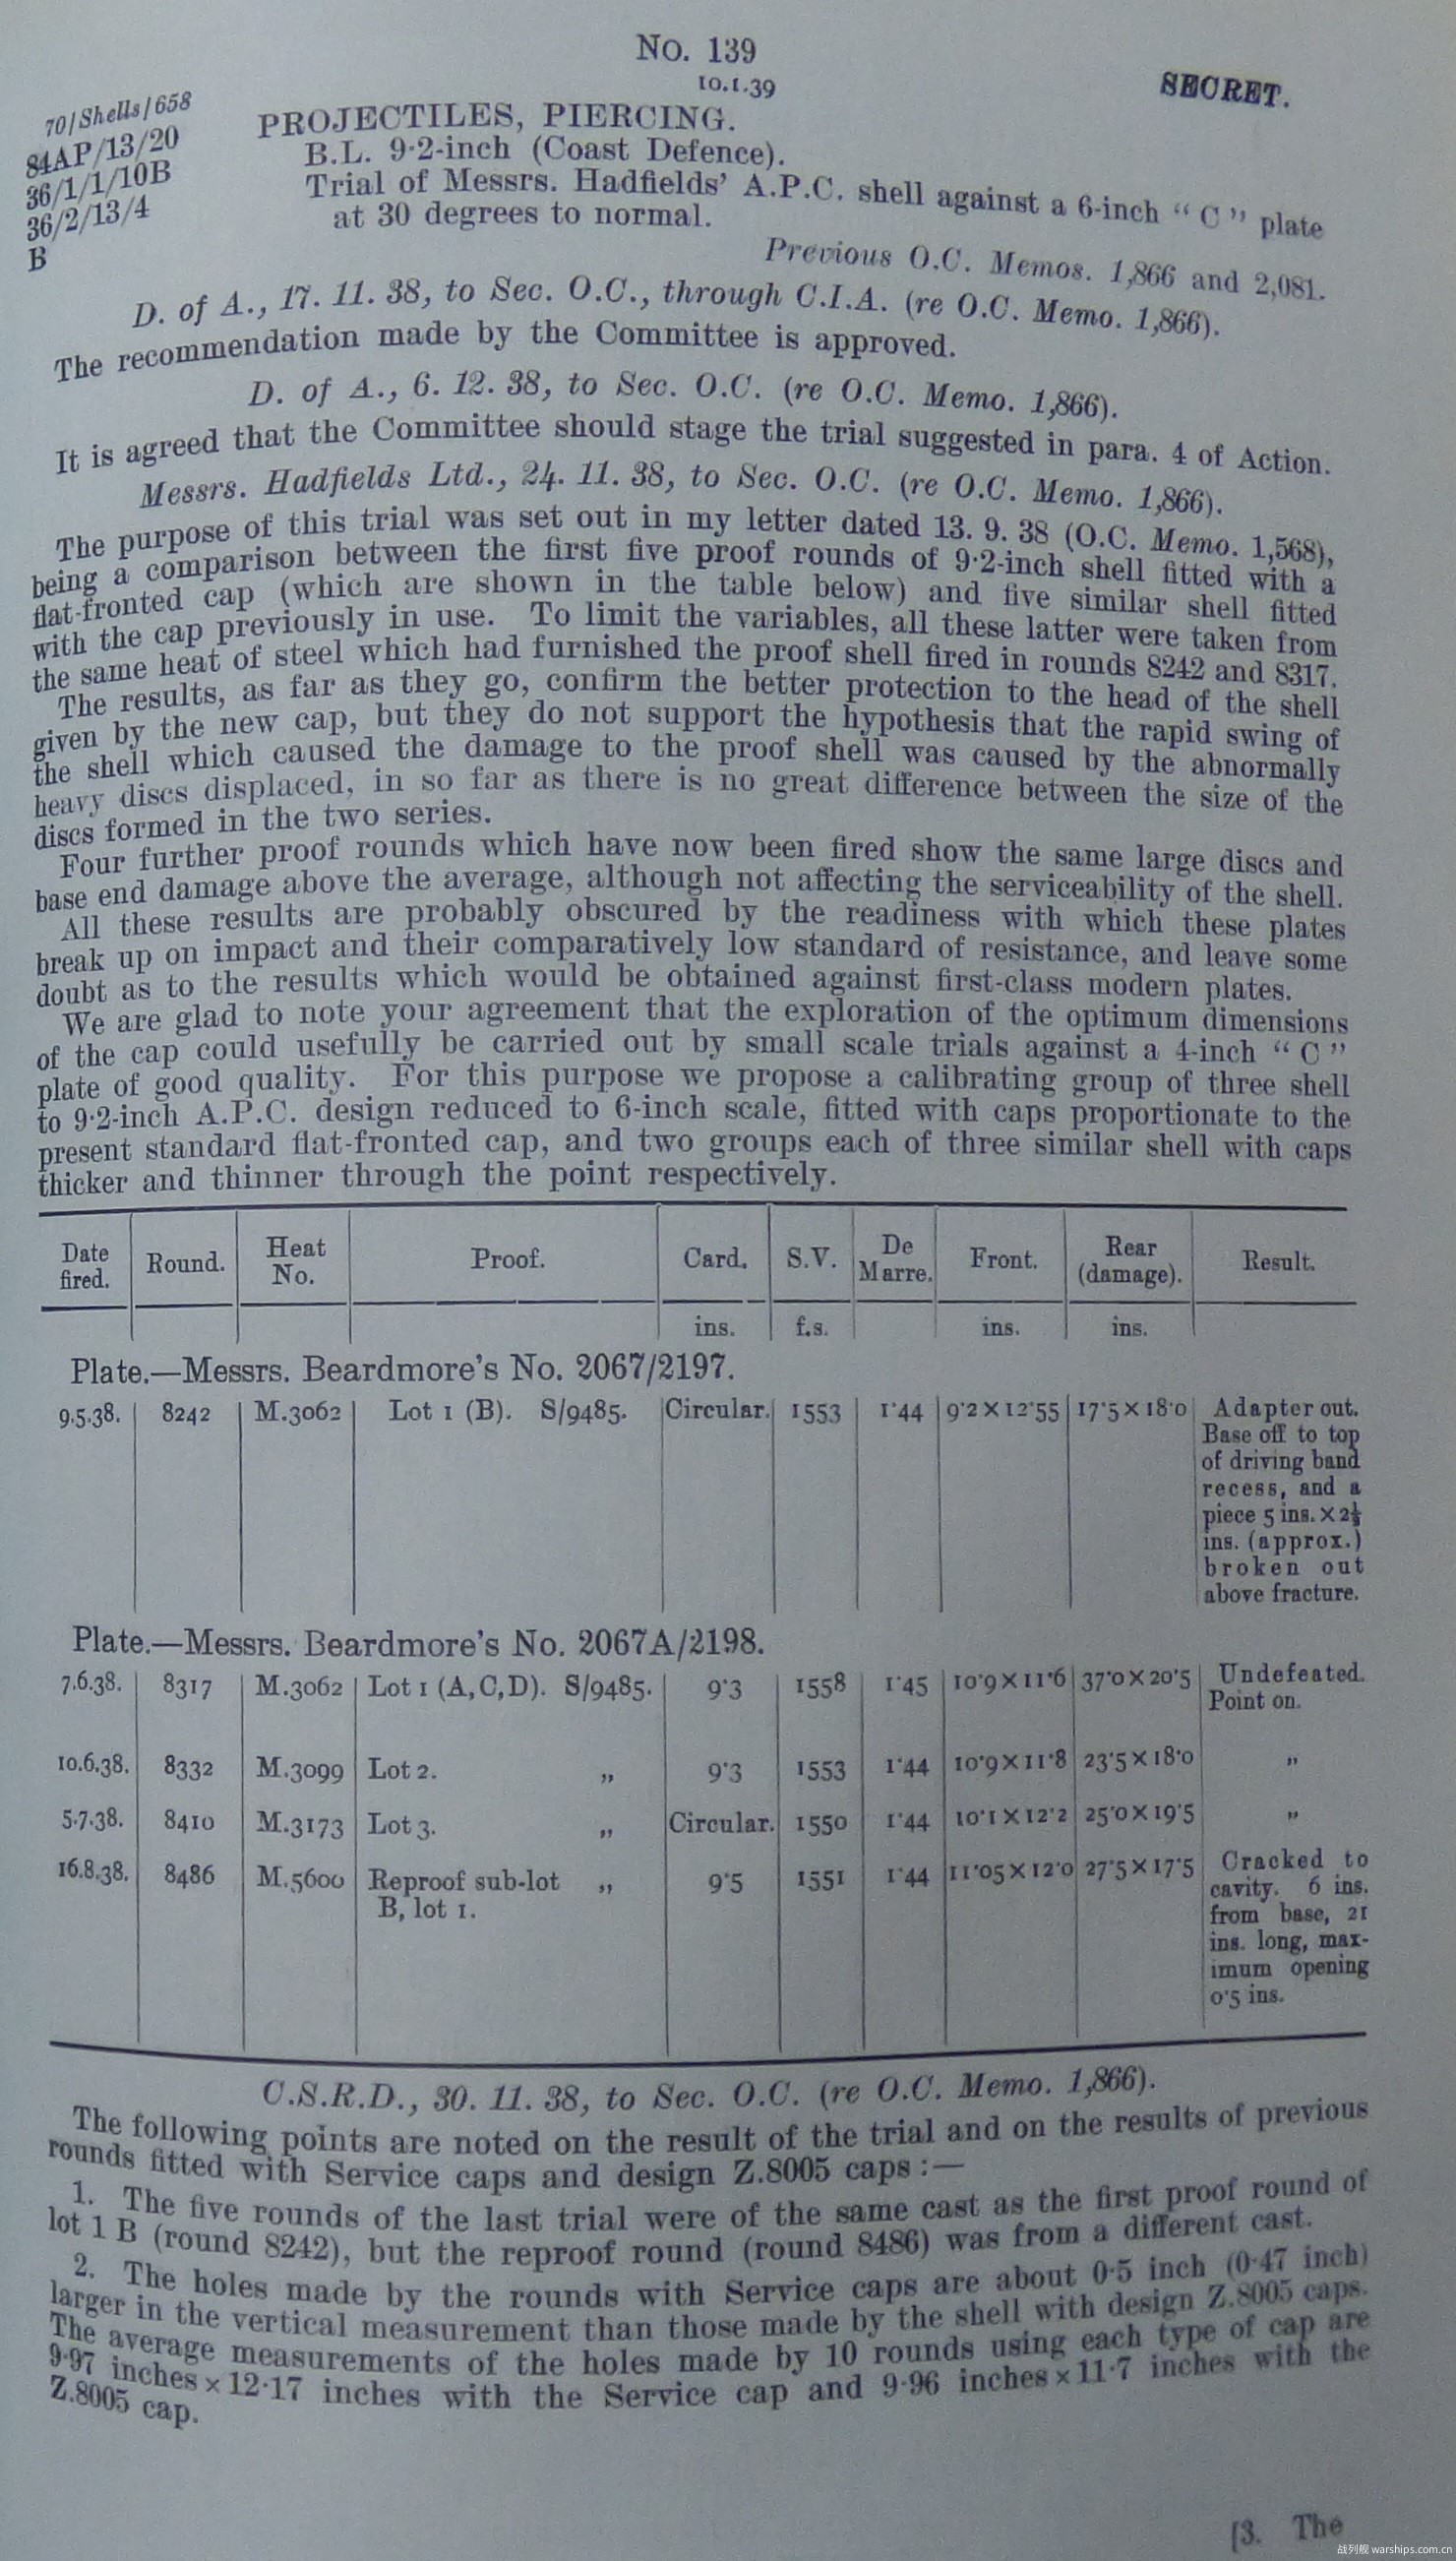 No. 139
10.1.39
SECRET.
70/Shells/658
84AP/13/20
36/1/1/10B
36/2/13/4
B
PROJECTILES, PIERCING.
B.L. 9·2-inch (Coast Defence).
Trial of Messrs. Hadfields' A.P.C. shell against a 6-inch " C " plate
at 30 degrees to normal.
Previous O.C. Memos. 1,866 and 2,081.
D. of A., 17. 11. 38, to Sec. O.C., through C.I.A. (re O.C. Memo. 1,866).
The recommendation made by the Committee is approved.
D. of A., 6. 12. 38, to Sec. O.C. (re O.C. Memo. 1,866).
It is agreed that the Committee should stage the trial suggested in para. 4 of Action.
Messrs. Hadfields Ltd., 24. 11. 38, to Sec. O.C. (re O.C. Memo. 1,866).
The purpose of this trial was set out in my letter dated 13. 9. 38 (O.C. Memo. 1,568),
being a comparison between the first five proof rounds of 9·2-inch shell fitted with a
flat-fronted cap (which are shown in the table below) and five similar shell fitted
with the cap previously in use. To limit the variables, all these latter were taken from
the same heat of steel which had furnished the proof shell fired in rounds 8242 and 8317.
The results, as far as they go, confirm the better protection to the head of the shell
given by the new cap, but they do not support the hypothesis that the rapid swing of
the shell which caused the damage to the proof shell was caused by the abnormally
heavy discs displaced, in so far as there is no great difference between the size of the
discs formed in the two series.
Four further proof rounds which have now been fired show the same large discs and
base end damage above the average, although not affecting the serviceability of the shell.
All these results are probably obscured by the readiness with which these plates
break up on impact and their comparatively low standard of resistance, and leave some
doubt as to the results which would be obtained against first-class modern plates.
We are glad to note your agreement that the exploration of the optimum dimensions
of the cap could usefully be carried out by small scale trials against a 4-inch " C "
plate of good quality. For this purpose we propose a calibrating group of three shell
to 9·2-inch A.P.C. design reduced to 6-inch scale, fitted with caps proportionate to the
present standard flat-fronted cap, and two groups each of three similar shell with caps
thicker and thinner through the point respectively.
Date fired. Round. Heat No. Proof. Card. S.V. De Marre. Front. Rear (damage). Result.
ins. f.s. ins. ins.
Plate.—Messrs. Beardmore's No. 2067/2197.
9.5.38. 8242 M.3062 Lot 1 (B). S/9485. Circular. 1553 1·44 9·2 × 12·55 17·5 × 18·0 Adapter out.
Base off to top
of driving band
recess, and a
piece 5 ins. × 2½
ins. (approx.)
broken out
above fracture.
Plate.—Messrs. Beardmore's No. 2067A/2198.
7.6.38. 8317 M.3062 Lot 1 (A,C,D). S/9485. 9·3 1558 1·45 10·9 × 11·6 37·0 × 20·5 Undefeated.
Point on.
10.6.38. 8332 M.3099 Lot 2. „ 9·3 1553 1·44 10·9 × 11·8 23·5 × 18·0 „
5.7.38. 8410 M.3173 Lot 3. „ Circular. 1550 1·44 10·1 × 12·2 25·0 × 19·5 „
16.8.38. 8486 M.5600 Reproof sub-lot „ 9·5 1551 1·44 11·05 × 12·0 27·5 × 17·5 Cracked to
B, lot 1. cavity. 6 ins.
from base, 21
ins. long, max-
imum opening
0·5 ins.
C.S.R.D., 30. 11. 38, to Sec. O.C. (re O.C. Memo. 1,866).
The following points are noted on the result of the trial and on the results of previous
rounds fitted with Service caps and design Z.8005 caps :—
1. The five rounds of the last trial were of the same cast as the first proof round of
lot 1 B (round 8242), but the reproof round (round 8486) was from a different cast.
2. The holes made by the rounds with Service caps are about 0·5 inch (0·47 inch)
larger in the vertical measurement than those made by the shell with design Z.8005 caps.
The average measurements of the holes made by 10 rounds using each type of cap are
9·97 inches × 12·17 inches with the Service cap and 9·96 inches × 11·7 inches with the
Z.8005 cap.
[3. The
战列舰 warships.com.cn